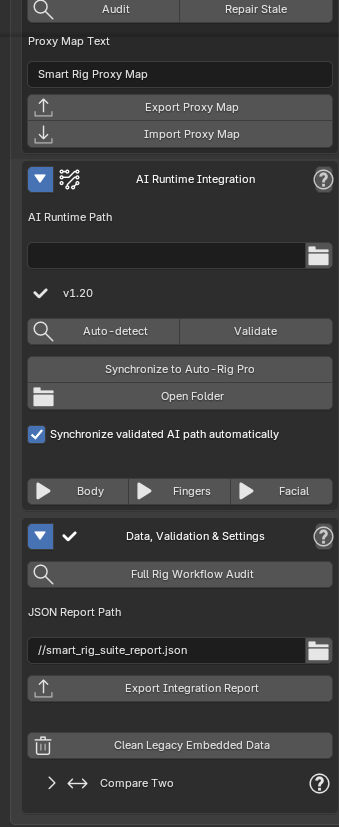 Audit
Repair Stale
Proxy Map Text
Smart Rig Proxy Map
Export Proxy Map
Import Proxy Map
AI Runtime Integration
?
AI Runtime Path
v1.20
Auto-detect
Validate
Synchronize to Auto-Rig Pro
Open Folder
Synchronize validated AI path automatically
Body
Fingers
Facial
Data, Validation & Settings
?
Full Rig Workflow Audit
JSON Report Path
//smart_rig_suite_report.json
Export Integration Report
Clean Legacy Embedded Data
Compare Two
?